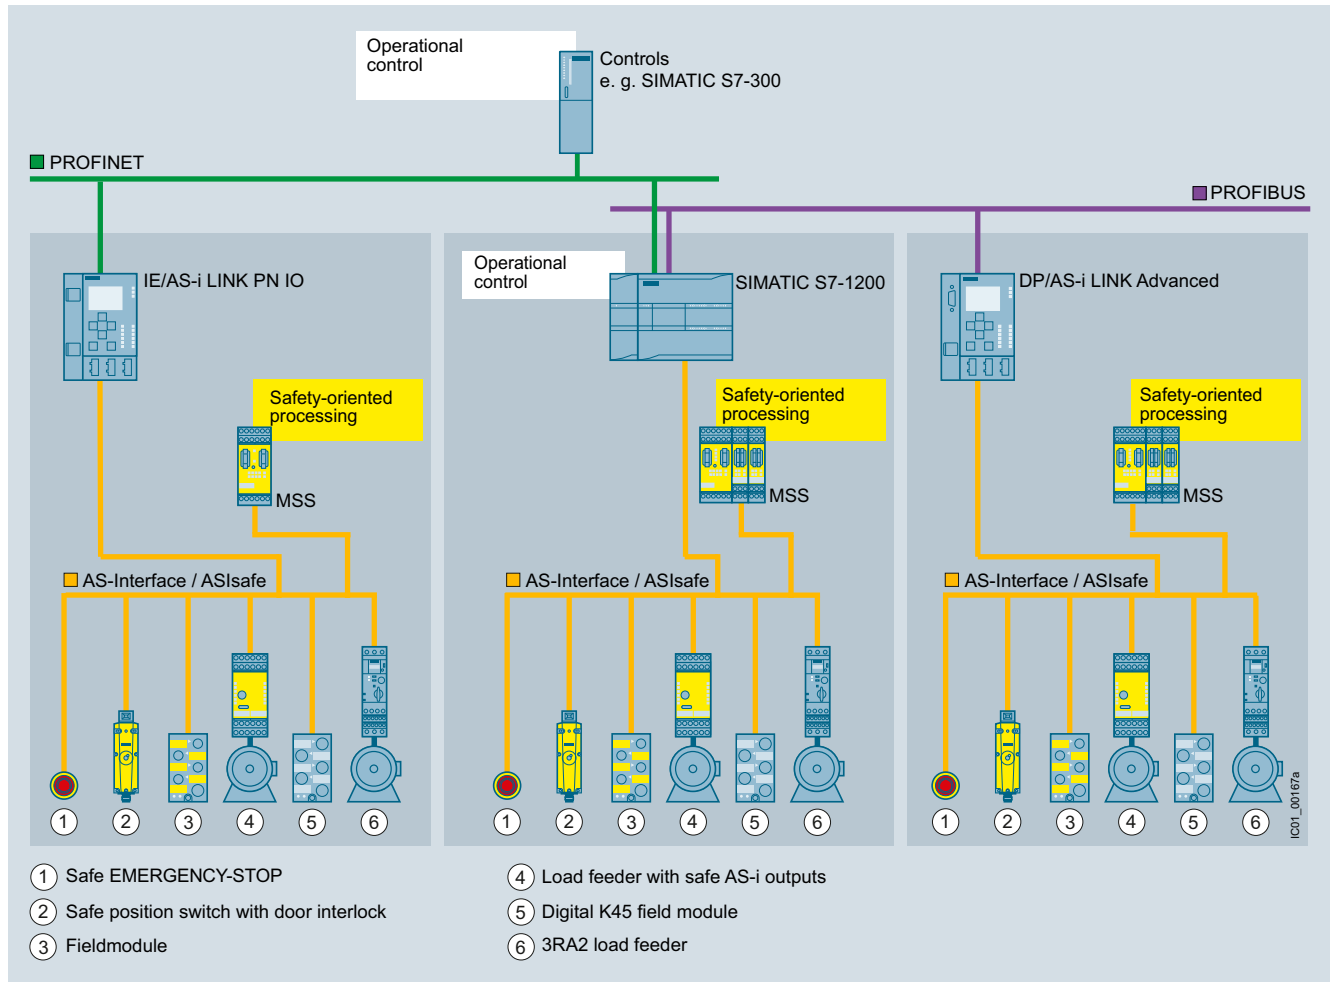 Operational
control
Controls
e. g. SIMATIC S7-300
PROFINET
PROFIBUS
IE/AS-i LINK PN IO
Operational
control
SIMATIC S7-1200
DP/AS-i LINK Advanced
Safety-oriented
processing
MSS
Safety-oriented
processing
MSS
Safety-oriented
processing
MSS
AS-Interface / ASIsafe
AS-Interface / ASIsafe
AS-Interface / ASIsafe
1 2 3 4 5 6
1 2 3 4 5 6
1 2 3 4 5 6
IC01_00167a
1 Safe EMERGENCY-STOP
2 Safe position switch with door interlock
3 Fieldmodule
4 Load feeder with safe AS-i outputs
5 Digital K45 field module
6 3RA2 load feeder